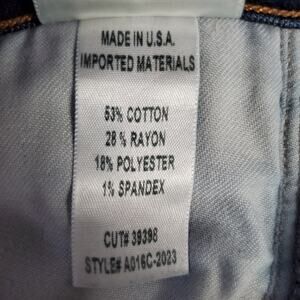 MADE IN U.S.A.
IMPORTED MATERIALS
53% COTTON
28% RAYON
18% POLYESTER
1% SPANDEX
CUT# 39398
STYLE# A016C-2023